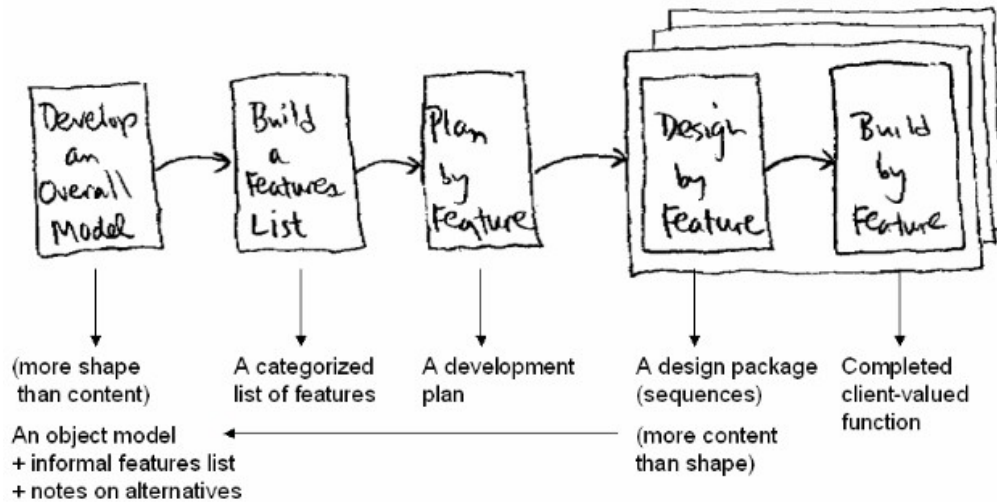 Develop
an
Overall
Model
Build
a
Features
List
Plan
by
Feature
Design
by
Feature
Build
by
Feature
(more shape
than content)
An object model
+ informal features list
+ notes on alternatives
A categorized
list of features
A development
plan
A design package
(sequences)
(more content
than shape)
Completed
client-valued
function